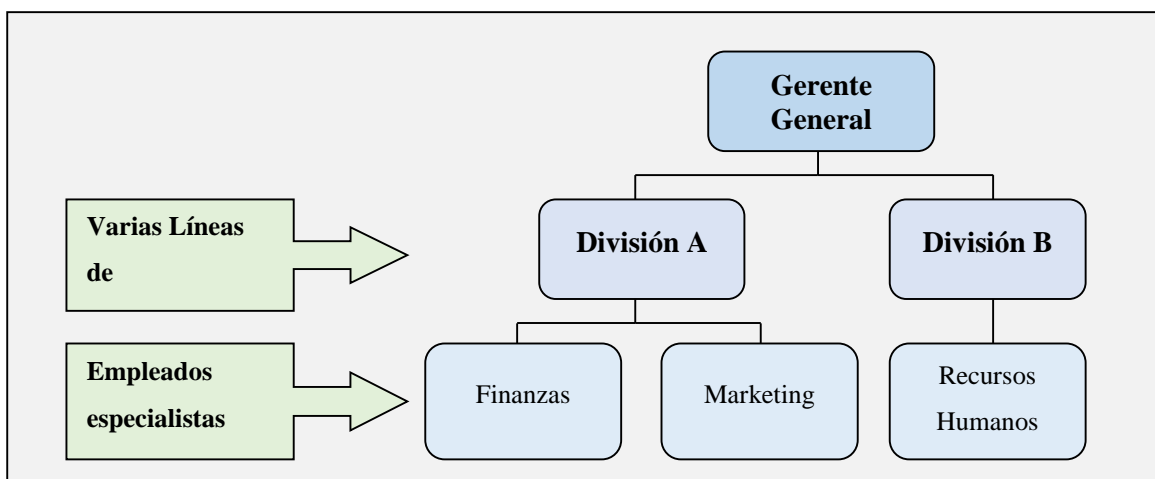 Gerente
General
Varias Líneas
de
División A
División B
Empleados
especialistas
Finanzas
Marketing
Recursos
Humanos